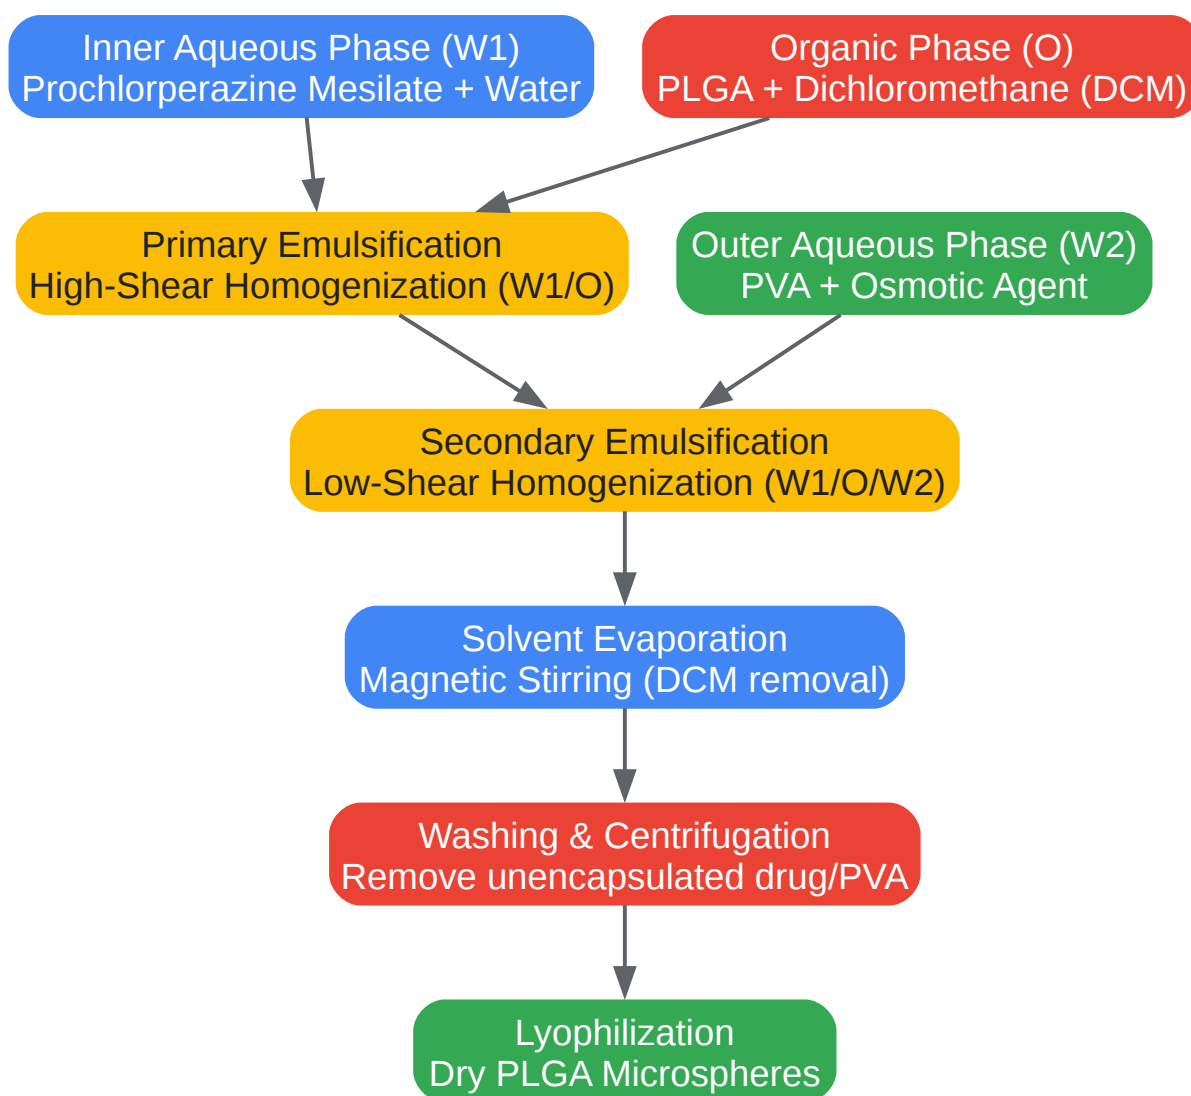 Inner Aqueous Phase (W1)
Prochlorperazine Mesilate + Water
Organic Phase (O)
PLGA + Dichloromethane (DCM)
Primary Emulsification
High-Shear Homogenization (W1/O)
Outer Aqueous Phase (W2)
PVA + Osmotic Agent
Secondary Emulsification
Low-Shear Homogenization (W1/O/W2)
Solvent Evaporation
Magnetic Stirring (DCM removal)
Washing & Centrifugation
Remove unencapsulated drug/PVA
Lyophilization
Dry PLGA Microspheres